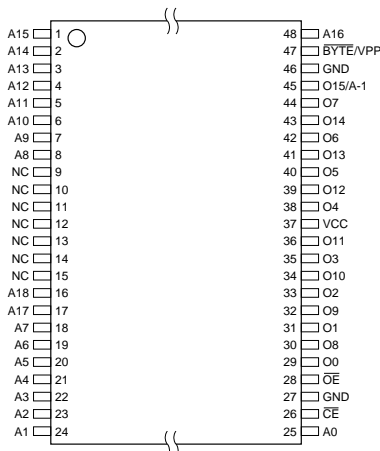 A15 1 48 A16
A14 2 47 BYTE/VPP
A13 3 46 GND
A12 4 45 O15/A-1
A11 5 44 O7
A10 6 43 O14
A9 7 42 O6
A8 8 41 O13
NC 9 40 O5
NC 10 39 O12
NC 11 38 O4
NC 12 37 VCC
NC 13 36 O11
NC 14 35 O3
NC 15 34 O10
A18 16 33 O2
A17 17 32 O9
A7 18 31 O1
A6 19 30 O8
A5 20 29 O0
A4 21 28 OE
A3 22 27 GND
A2 23 26 CE
A1 24 25 A0